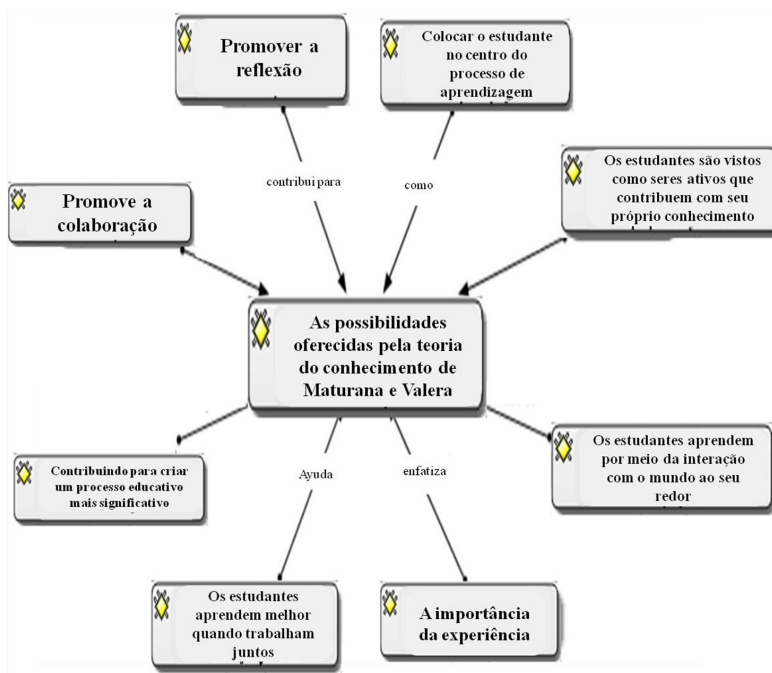 Promover a
reflexão
Colocar o estudante
no centro do
processo de
aprendizagem
contribui para
como
Os estudantes são vistos
como seres ativos que
contribuem com seu
próprio conhecimento
Promove a
colaboração
As possibilidades
oferecidas pela teoria
do conhecimento de
Maturana e Valera
Contribuindo para criar
um processo educativo
mais significativo
Ayuda
enfatiza
Os estudantes aprendem
por meio da interação
com o mundo ao seu
redor
Os estudantes
aprendem melhor
quando trabalham
juntos
A importância
da experiência